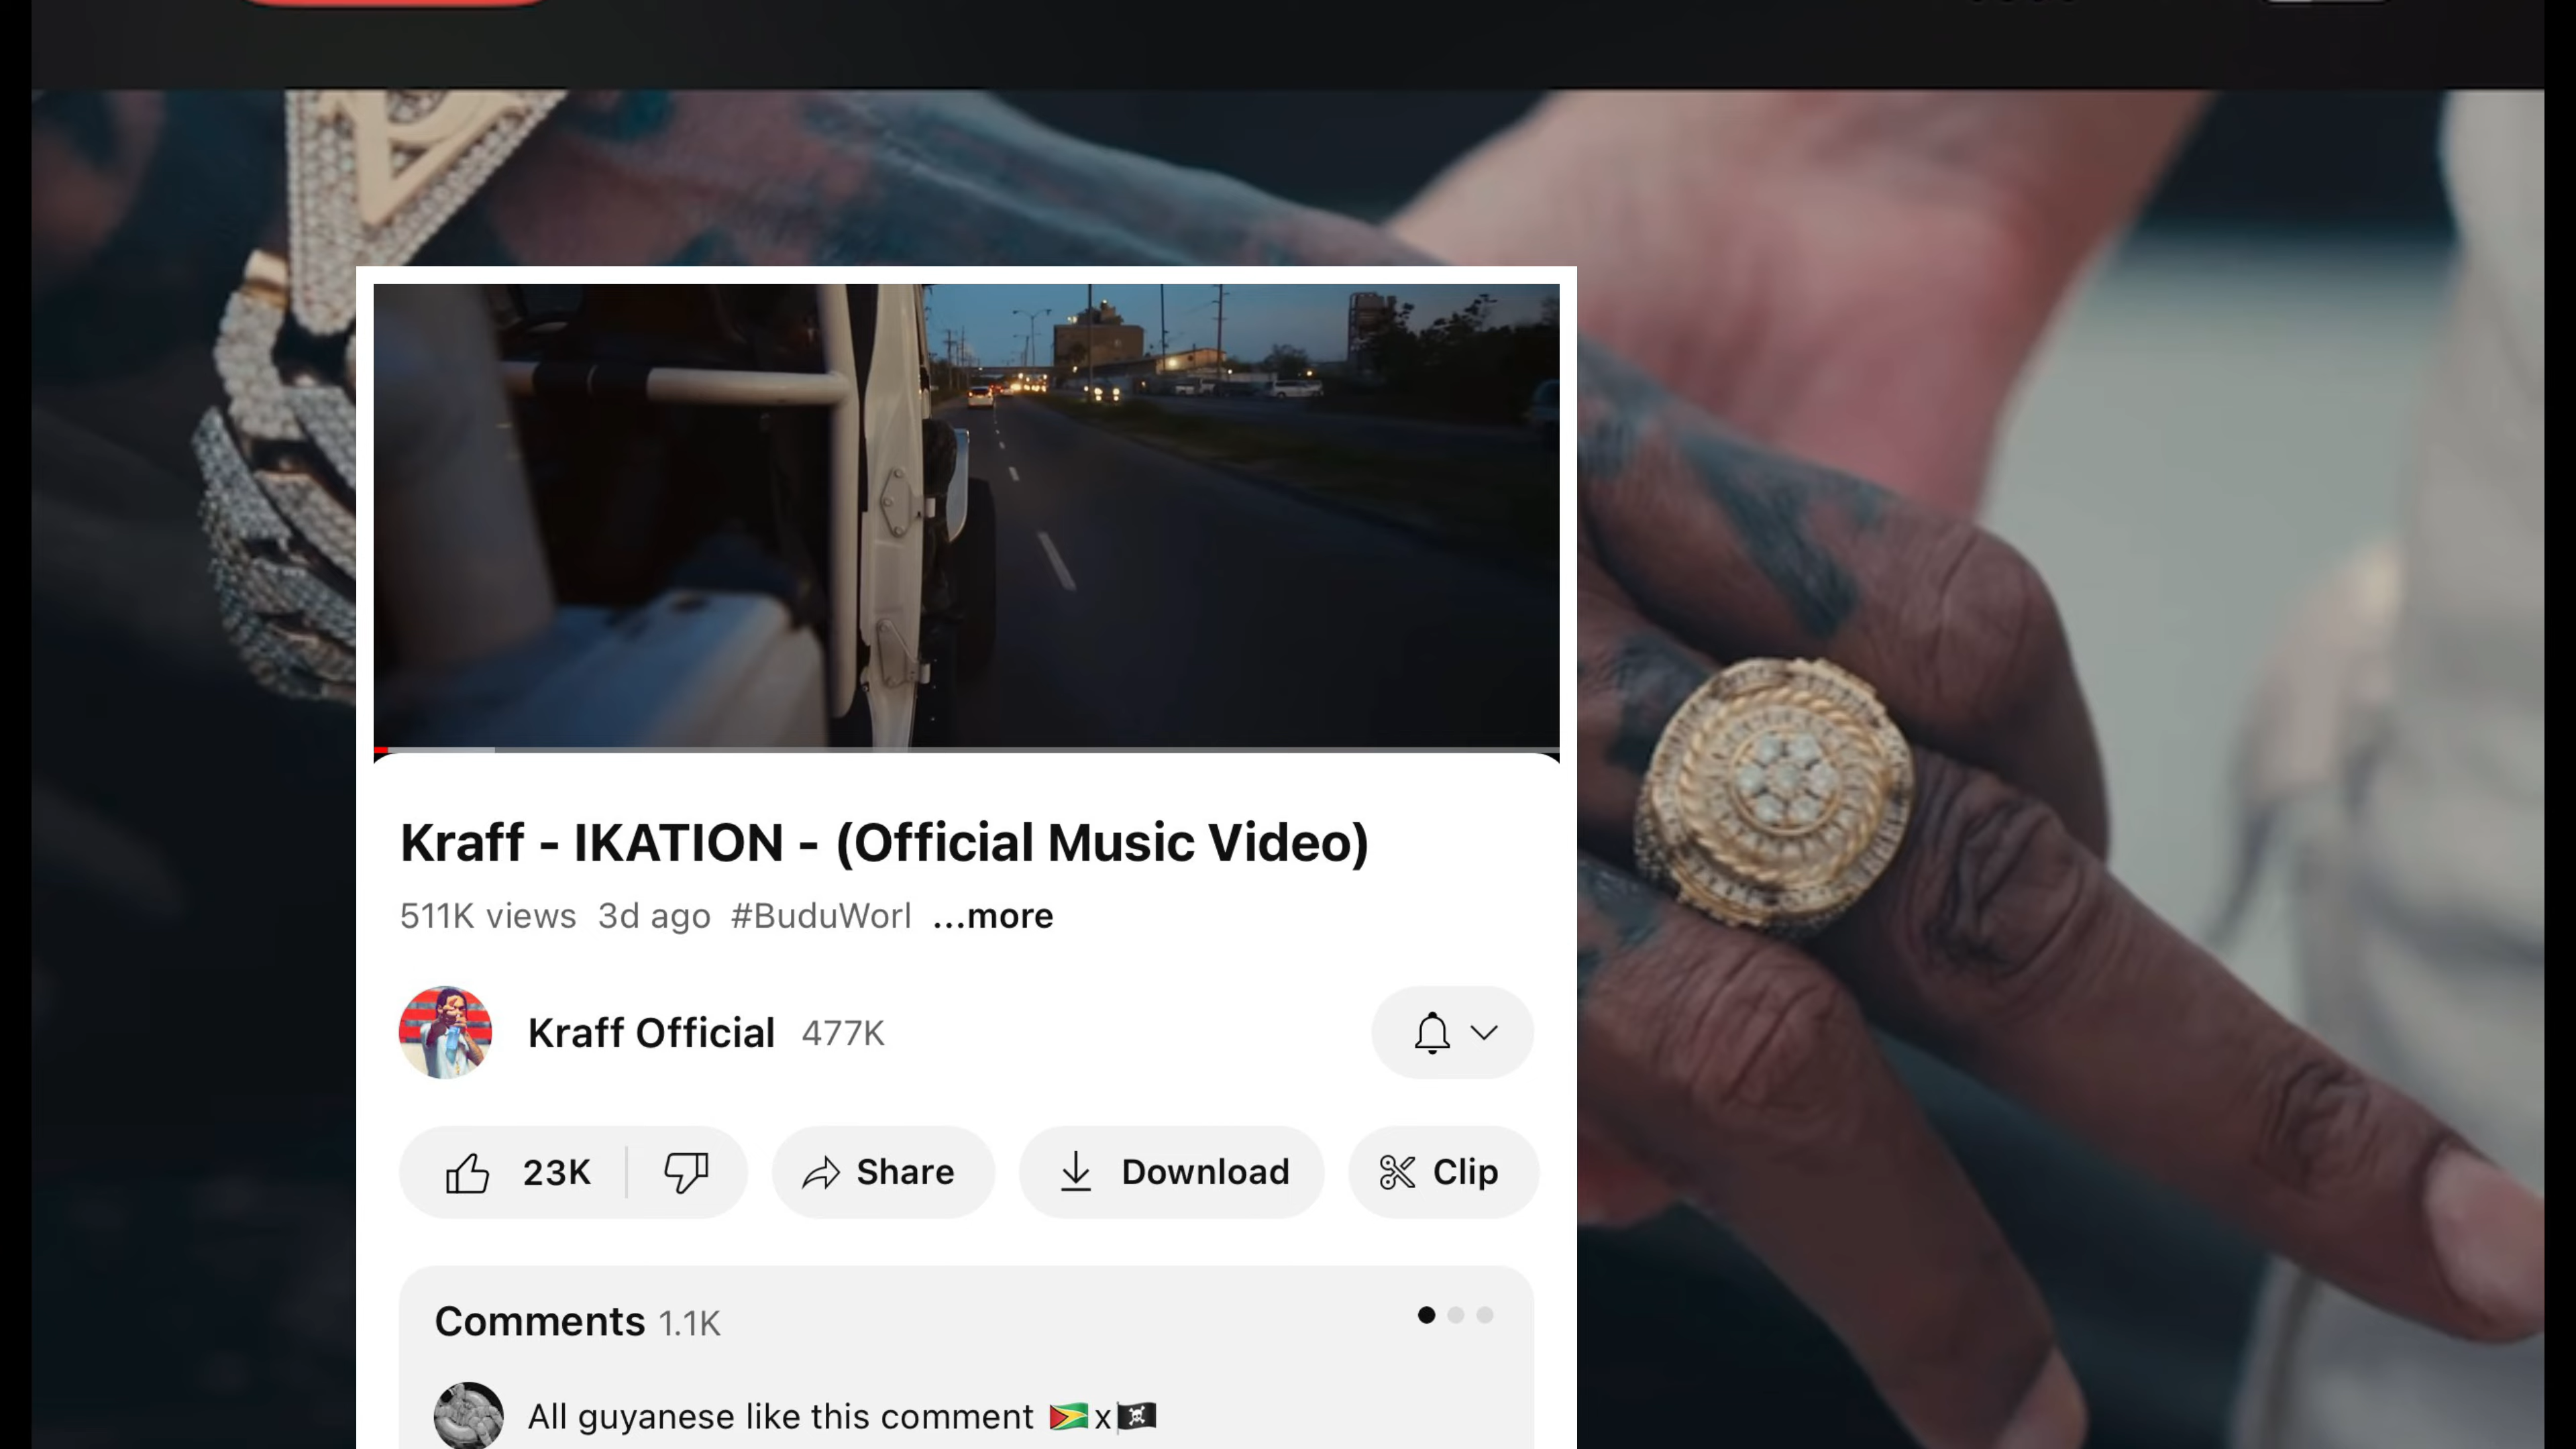 Kraff - IKATION - (Official Music Video)
511K views 3d ago #BuduWorl ...more
Kraff Official 477K
23K Share Download Clip
Comments 1.1K
All guyanese like this comment 🇬🇾x🏴‍☠️